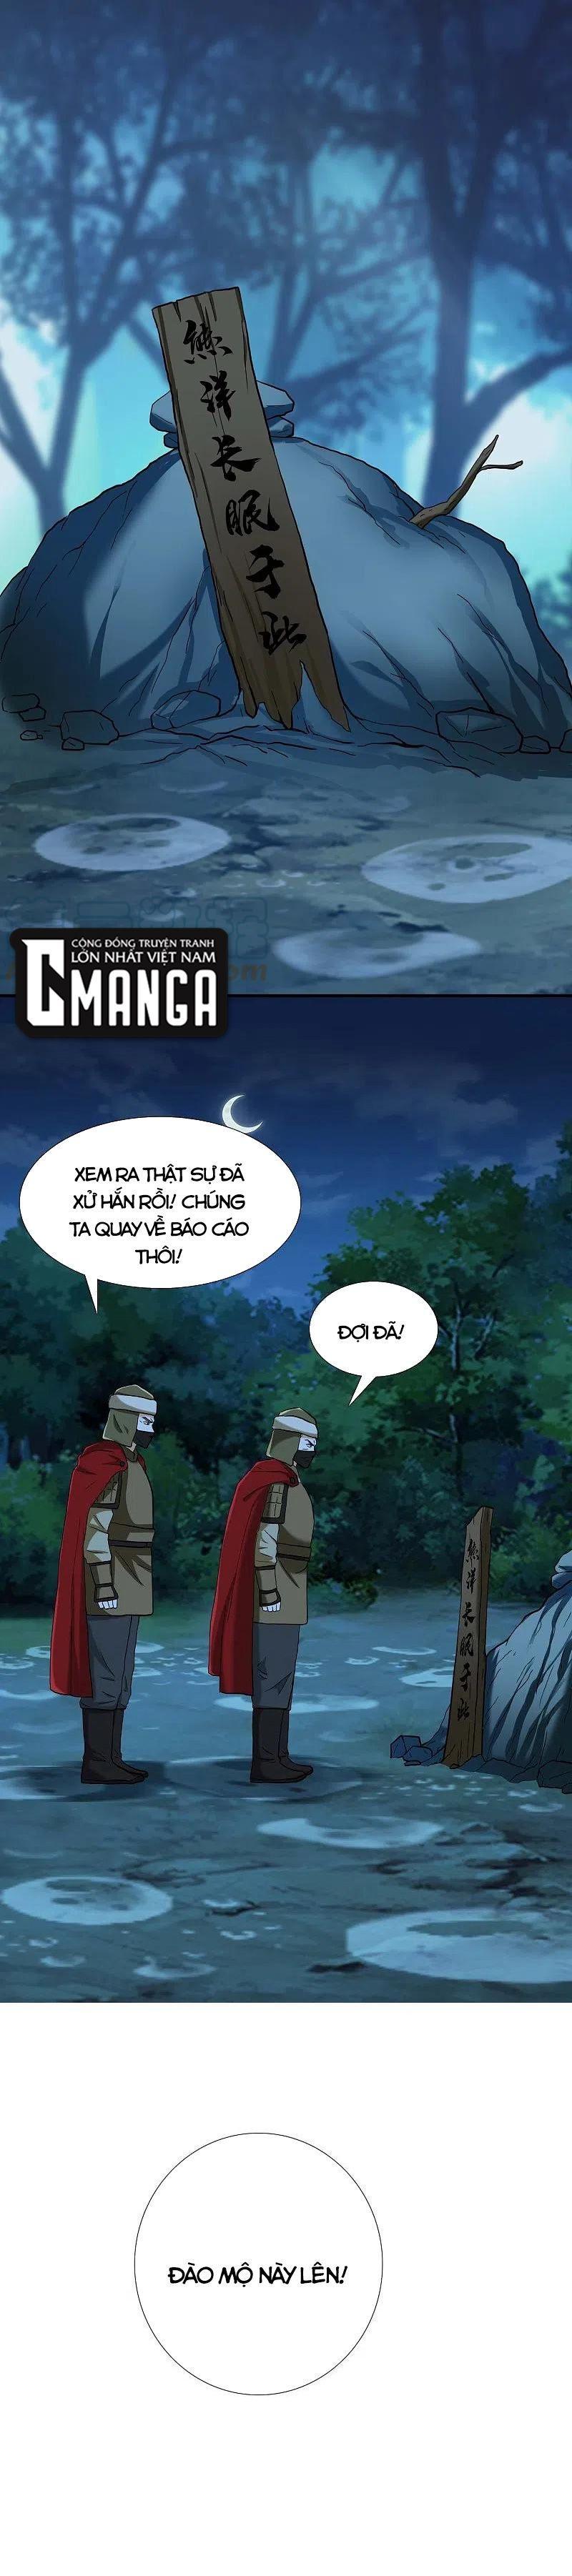 熊洋长眠于此
CỘNG ĐỒNG TRUYỆN TRANH
LỚN NHẤT VIỆT NAM
CMANGA
XEM RA THẬT SỰ ĐÃ
XỬ HẮN RỒI! CHÚNG
TA QUAY VỀ BÁO CÁO
THÔI!
ĐỢI ĐÃ!
熊洋长眠于此
ĐÀO MỘ NÀY LÊN!